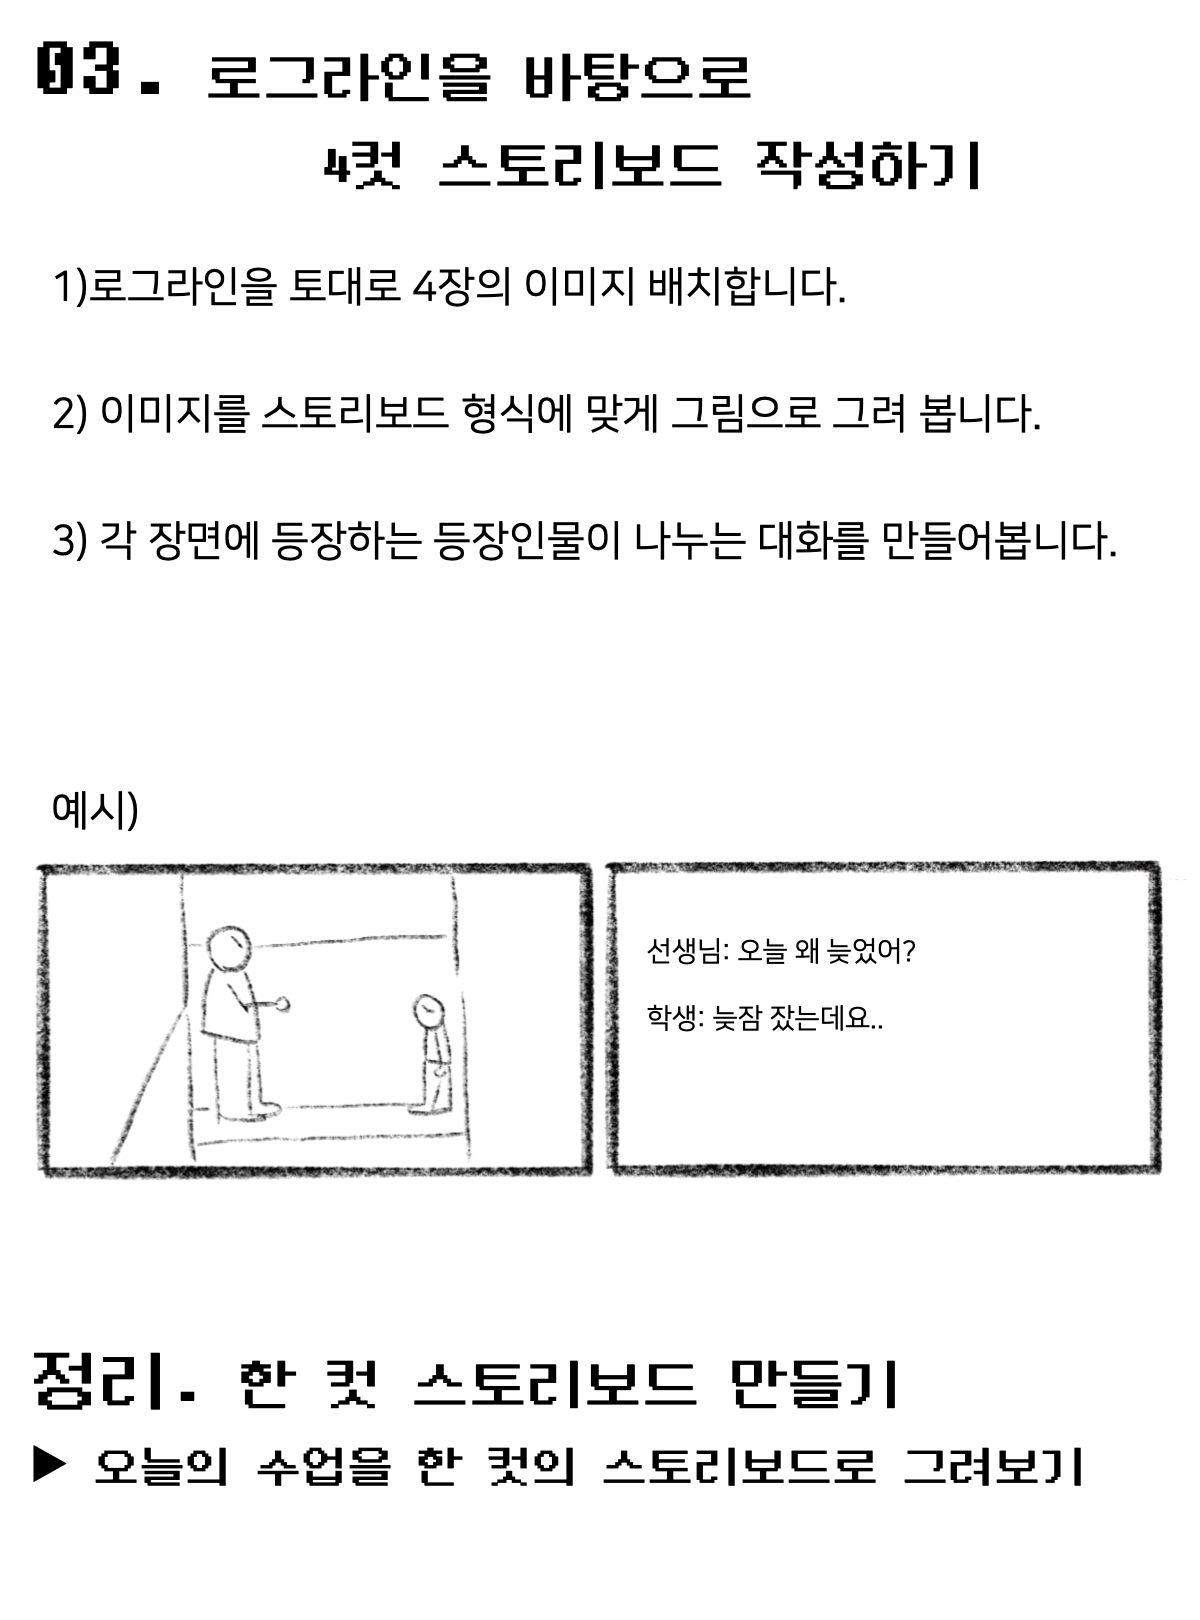 03. 로그라인을 바탕으로
4컷 스토리보드 작성하기
1)로그라인을 토대로 4장의 이미지 배치합니다.
2) 이미지를 스토리보드 형식에 맞게 그림으로 그려 봅니다.
3) 각 장면에 등장하는 등장인물이 나누는 대화를 만들어봅니다.
예시)
선생님: 오늘 왜 늦었어?
학생: 늦잠 잤는데요..
정리. 한 컷 스토리보드 만들기
▶ 오늘의 수업을 한 컷의 스토리보드로 그려보기